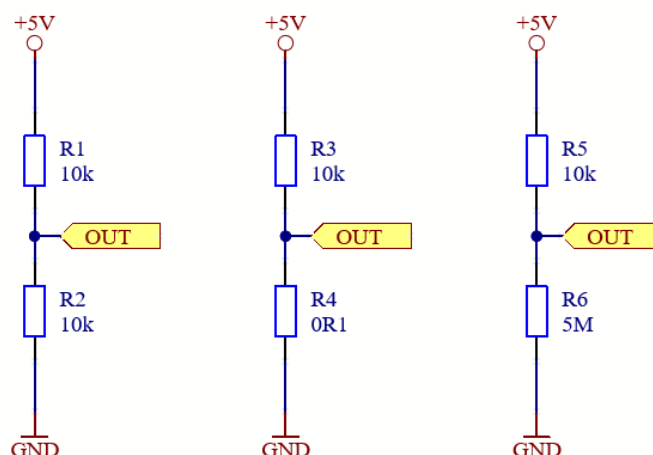 +5V
R1
10k
OUT
R2
10k
GND
+5V
R3
10k
OUT
R4
0R1
GND
+5V
R5
10k
OUT
R6
5M
GND